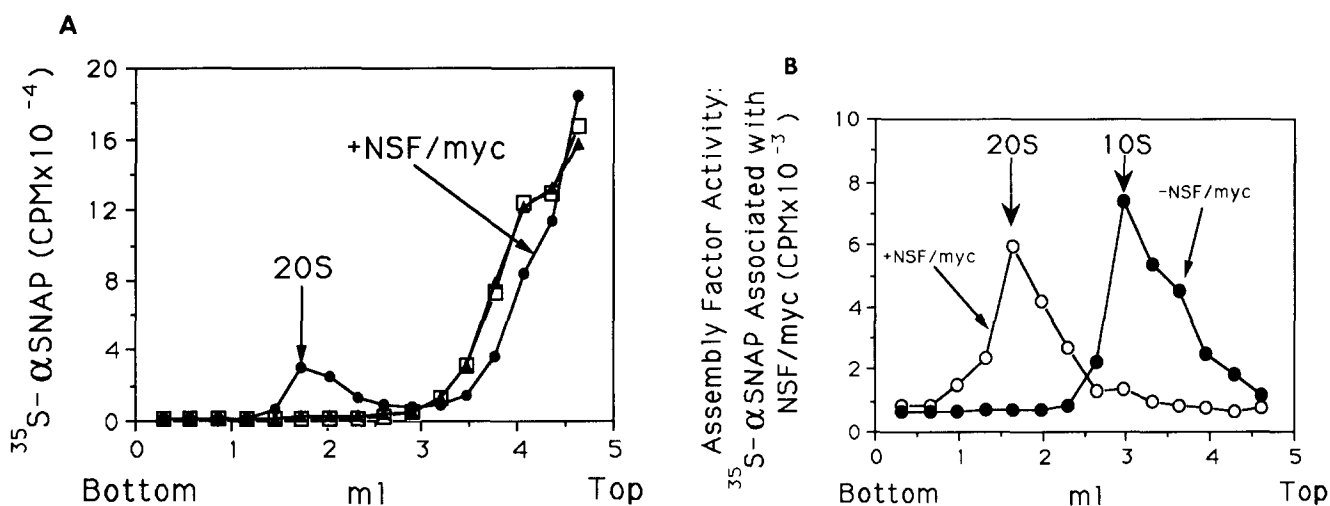 A
³⁵S- αSNAP (CPMx10 ⁻⁴)
20
16
12
8
4
0
+NSF/myc
20S
0 1 2 3 4 5
Bottom ml Top
B
Assembly Factor Activity:
³⁵S-αSNAP Associated with
NSF/myc (CPMx10 ⁻³)
10
8
6
4
2
0
20S
10S
+NSF/myc
-NSF/myc
0 1 2 3 4 5
Bottom ml Top